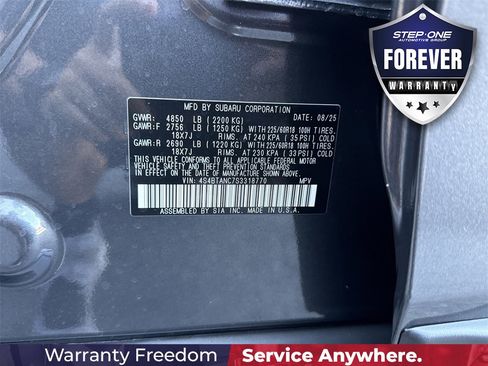 STEP ONE
AUTOMOTIVE GROUP
FOREVER
WARRANTY
MFD BY SUBARU CORPORATION
GVWR: 4850 LB (2200 KG) DATE: 08/25
GAWR:F 2756 LB (1250 KG) WITH 225/60R18 100H TIRES.
18X7J RIMS.AT 240 KPA (35 PSI)COLD
GAWR:R 2690 LB (1220 KG) WITH 225/60R18 100H TIRES.
18X7J RIMS.AT 230 KPA (33 PSI)COLD
THIS VEHICLE CONFORMS TO ALL APPLICABLE
FEDERAL MOTOR VEHICLE SAFETY AND BUMPER
STANDARDS IN EFFECT ON THE DATE OF
MANUFACTURE SHOWN ABOVE.
VIN: 4S4BTANC7S3318770 MPV
ASSEMBLED BY SIA INC. IN U.S.A.
Warranty Freedom. Service Anywhere.